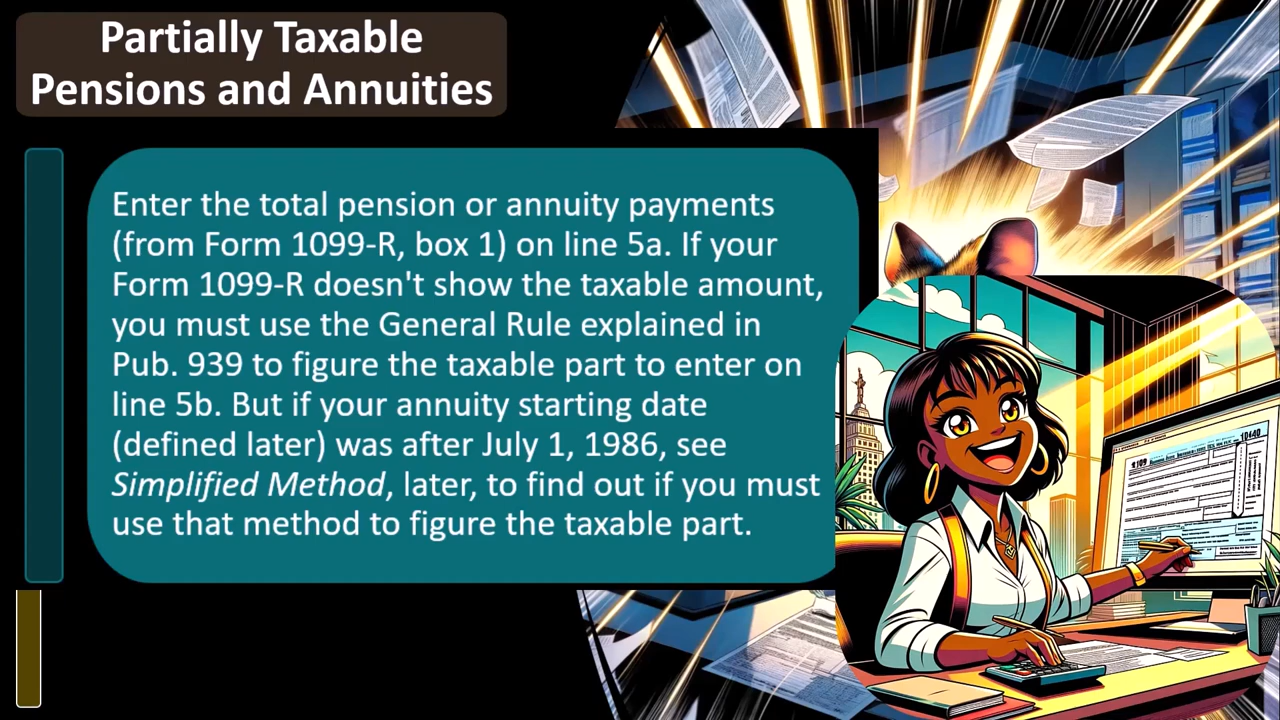 Partially Taxable
Pensions and Annuities
Enter the total pension or annuity payments
(from Form 1099-R, box 1) on line 5a. If your
Form 1099-R doesn't show the taxable amount,
you must use the General Rule explained in
Pub. 939 to figure the taxable part to enter on
line 5b. But if your annuity starting date
(defined later) was after July 1, 1986, see
Simplified Method, later, to find out if you must
use that method to figure the taxable part.